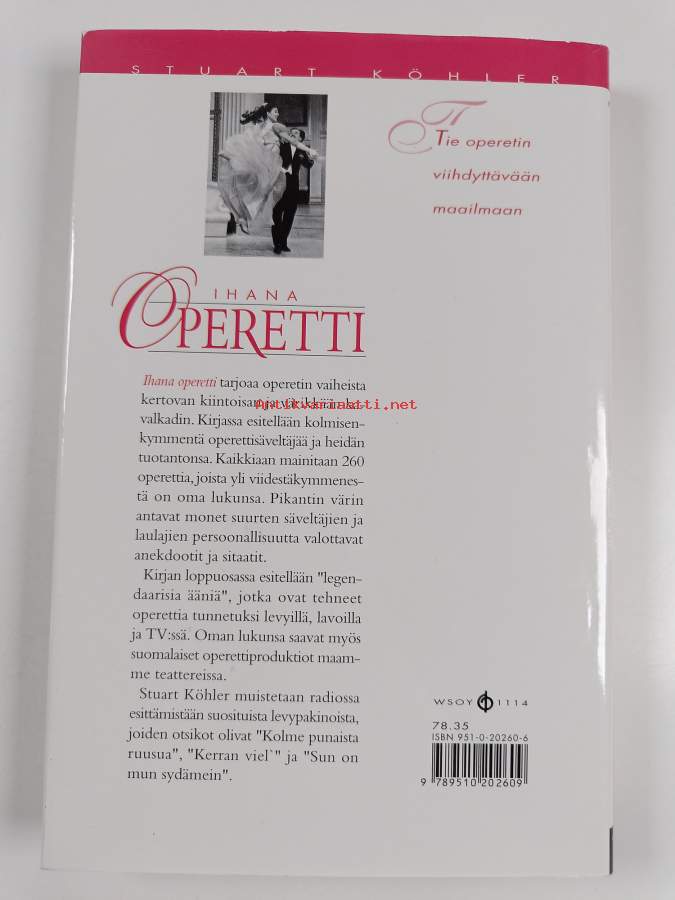 STUART KÖHLER
Tie operetin
viihdyttävään
maailmaan
IHANA
OPERETTI
Ihana operetti tarjoaa operetin vaiheista
kertovan kiintoisan ja
Antikvariaatti.net
valkadin. Kirjassa esitellään kolmisen-
kymmentä operettisäveltäjää ja heidän
tuotantonsa. Kaikkiaan mainitaan 260
operettia, joista yli viidestäkymmenes-
tä on oma lukunsa. Pikantin värin
antavat monet suurten säveltäjien ja
laulajien persoonallisuutta valottavat
anekdootit ja sitaatit.
Kirjan loppuosassa esitellään "legen-
daarisia ääniä", jotka ovat tehneet
operettia tunnetuksi levyillä, lavoilla
ja TV:ssä. Oman lukunsa saavat myös
suomalaiset operettiproduktiot maam-
me teattereissa.
Stuart Köhler muistetaan radiossa
esittämistään suosituista levypakinoista,
joiden otsikot olivat "Kolme punaista
ruusua", "Kerran viel`" ja "Sun on
mun sydämein".
WSOY 1114
78.35
ISBN 951-0-20260-6
9 789510 202609